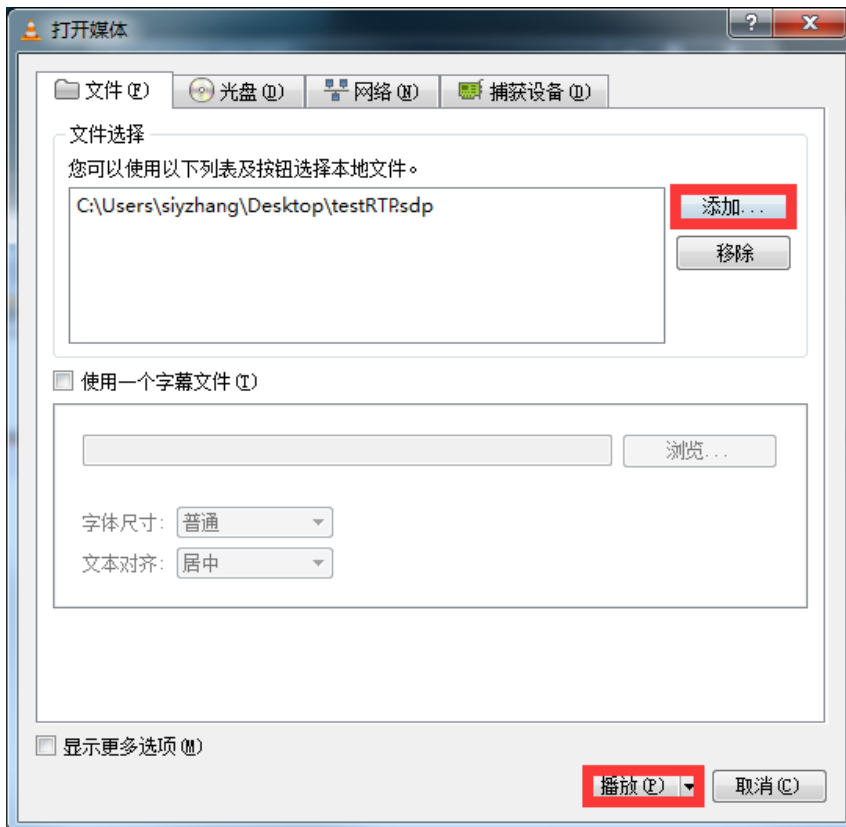 打开媒体
文件(F) 光盘(D) 网络(N) 捕获设备(D)
文件选择
您可以使用以下列表及按钮选择本地文件。
C:\Users\siyzhang\Desktop\testRTP.sdp
添加...
移除
使用一个字幕文件(T)
浏览...
字体尺寸: 普通
文本对齐: 居中
显示更多选项(M)
播放(P) 取消(C)